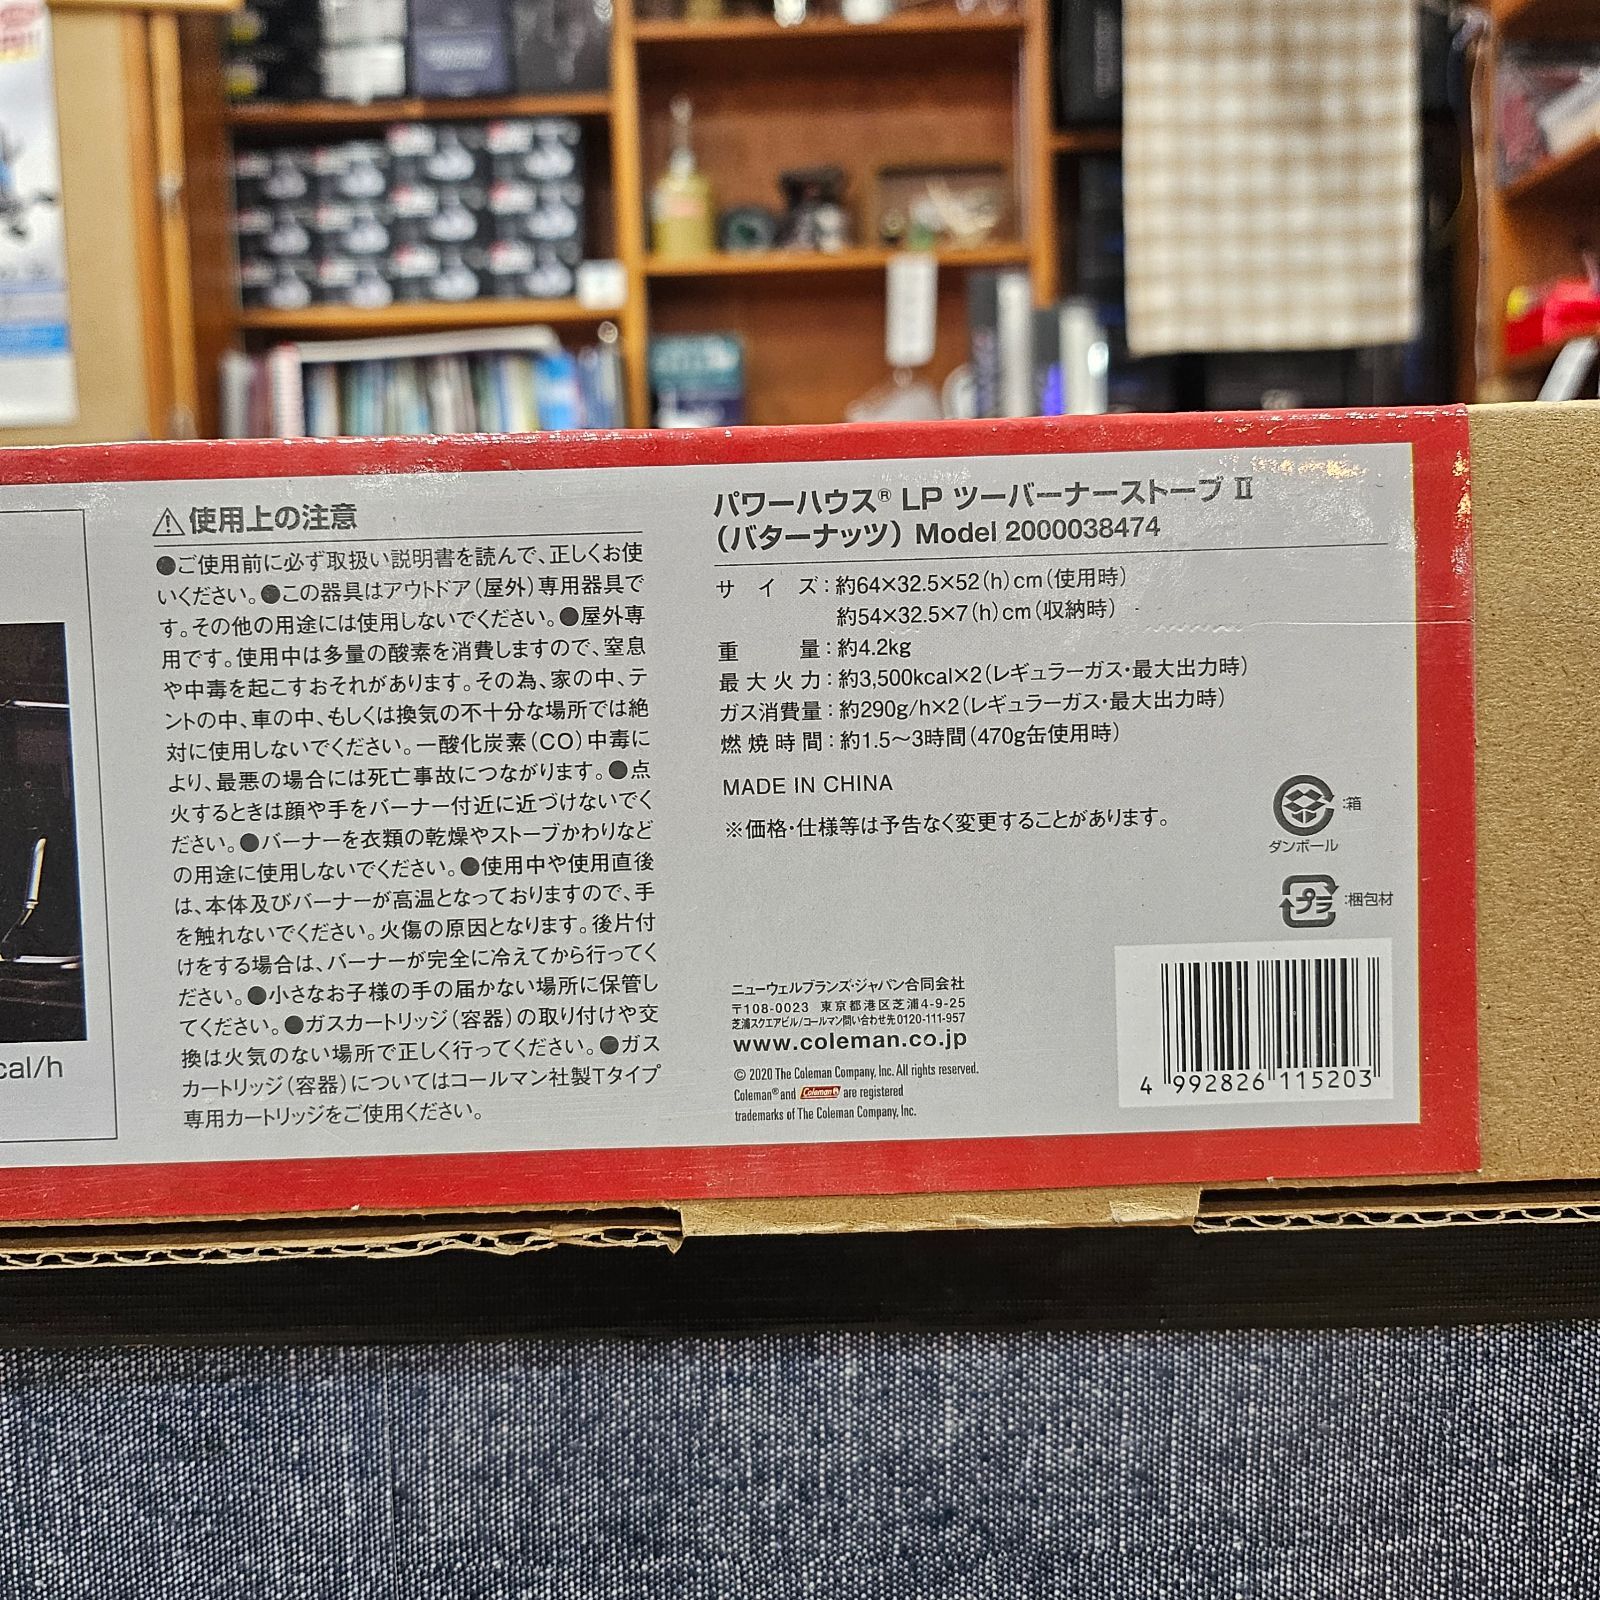 cal/h
⚠使用上の注意
●ご使用前に必ず取扱い説明書を読んで、正しくお使
いください。●この器具はアウトドア（屋外）専用器具で
す。その他の用途には使用しないでください。●屋外専
用です。使用中は多量の酸素を消費しますので、窒息
や中毒を起こすおそれがあります。その為、家の中、テ
ントの中、車の中、もしくは換気の不十分な場所では絶
対に使用しないでください。一酸化炭素（CO）中毒に
より、最悪の場合には死亡事故につながります。●点
火するときは顔や手をバーナー付近に近づけないでく
ださい。●バーナーを衣類の乾燥やストーブかわりなど
の用途に使用しないでください。●使用中や使用直後
は、本体及びバーナーが高温となっておりますので、手
を触れないでください。火傷の原因となります。後片付
けをする場合は、バーナーが完全に冷えてから行ってく
ださい。●小さなお子様の手の届かない場所に保管し
てください。●ガスカートリッジ（容器）の取り付けや交
換は火気のない場所で正しく行ってください。●ガス
カートリッジ（容器）についてはコールマン社製Tタイプ
専用カートリッジをご使用ください。
パワーハウス® LP ツーバーナーストーブ II
（バターナッツ）Model 2000038474
サイズ：約64×32.5×52(h)cm（使用時）
約54×32.5×7(h)cm（収納時）
重量：約4.2kg
最大火力：約3,500kcal×2（レギュラーガス・最大出力時）
ガス消費量：約290g/h×2（レギュラーガス・最大出力時）
燃焼時間：約1.5〜3時間（470g缶使用時）
MADE IN CHINA
※価格・仕様等は予告なく変更することがあります。
：箱
ダンボール
プラ：梱包材
ニューウェルブランズ・ジャパン合同会社
〒108-0023 東京都港区芝浦4-9-25
芝浦スクエアビル/コールマン問い合わせ先0120-111-957
www.coleman.co.jp
© 2020 The Coleman Company, Inc. All rights reserved.
Coleman® and Coleman® are registered
trademarks of The Coleman Company, Inc.
4 992826 115203